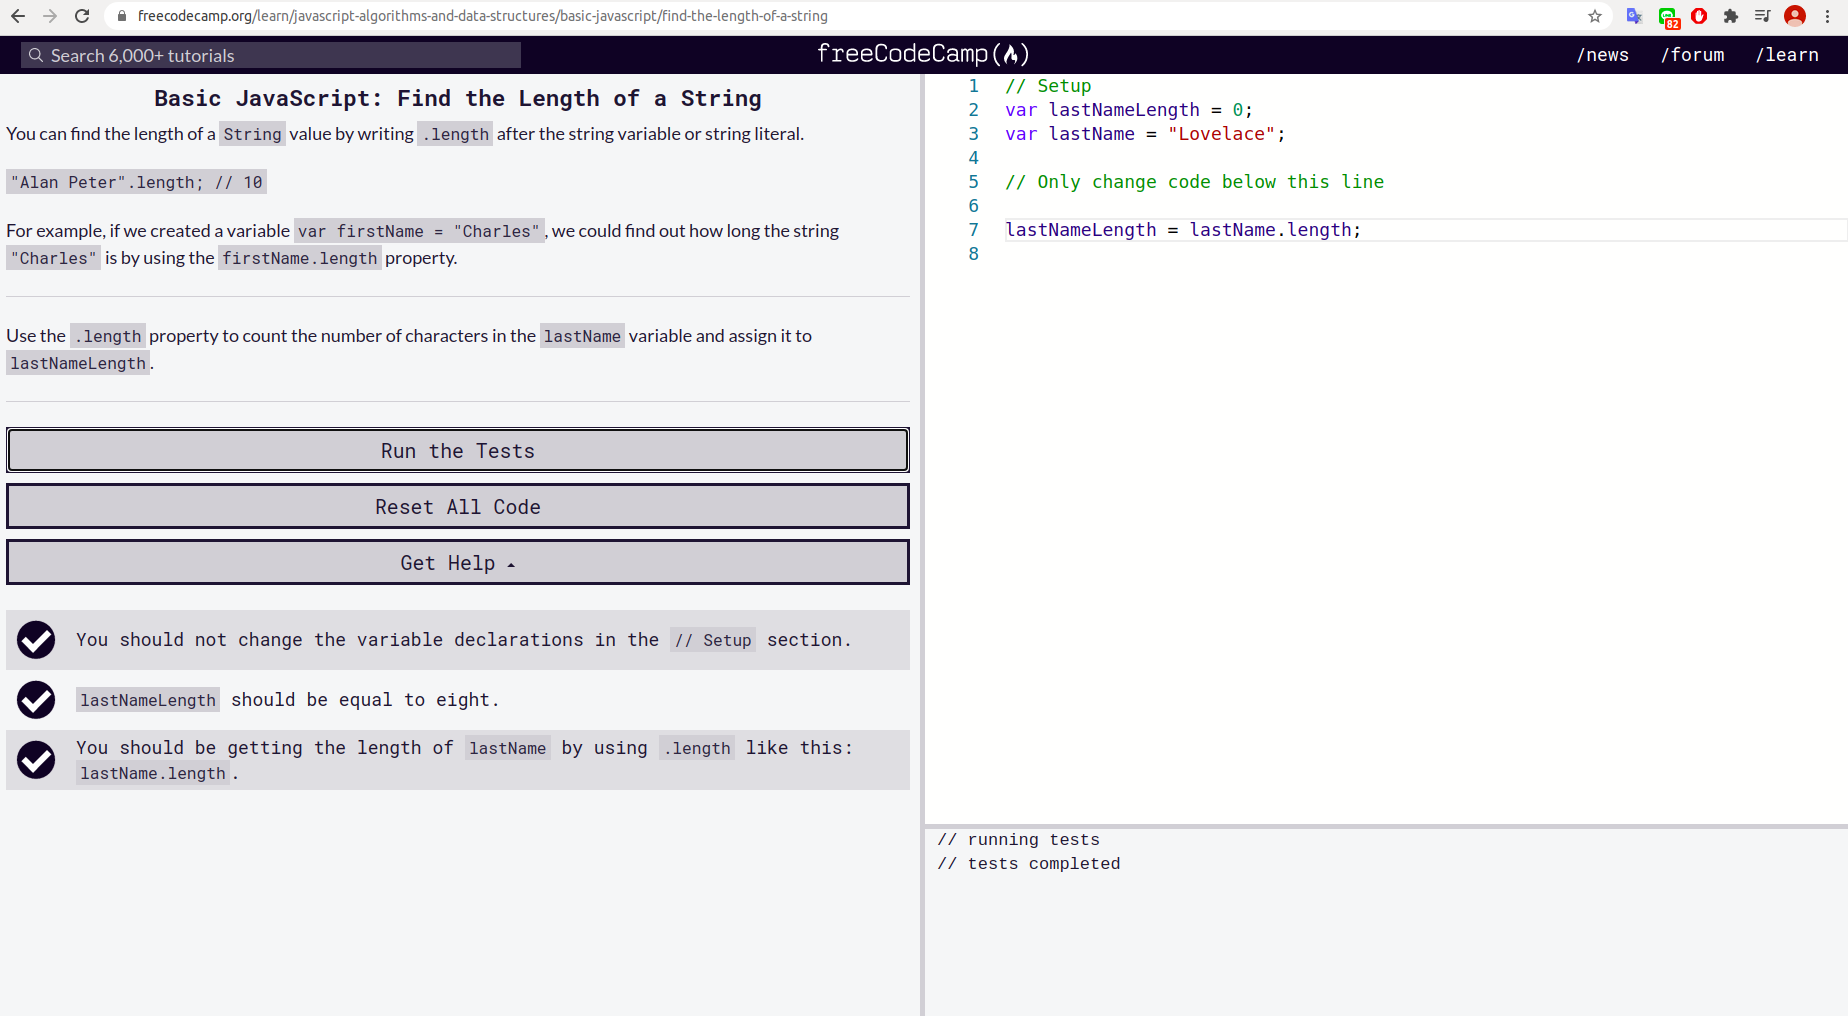 freecodecamp.org/learn/javascript-algorithms-and-data-structures/basic-javascript/find-the-length-of-a-string
82
Search 6,000+ tutorials
freeCodeCamp(🔥)
/news
/forum
/learn
Basic JavaScript: Find the Length of a String
You can find the length of a String value by writing .length after the string variable or string literal.
"Alan Peter".length; // 10
For example, if we created a variable var firstName = "Charles", we could find out how long the string
"Charles" is by using the firstName.length property.
Use the .length property to count the number of characters in the lastName variable and assign it to
lastNameLength.
Run the Tests
Reset All Code
Get Help
You should not change the variable declarations in the // Setup section.
lastNameLength should be equal to eight.
You should be getting the length of lastName by using .length like this:
lastName.length.
1 // Setup
2 var lastNameLength = 0;
3 var lastName = "Lovelace";
4
5 // Only change code below this line
6
7 lastNameLength = lastName.length;
8
// running tests
// tests completed